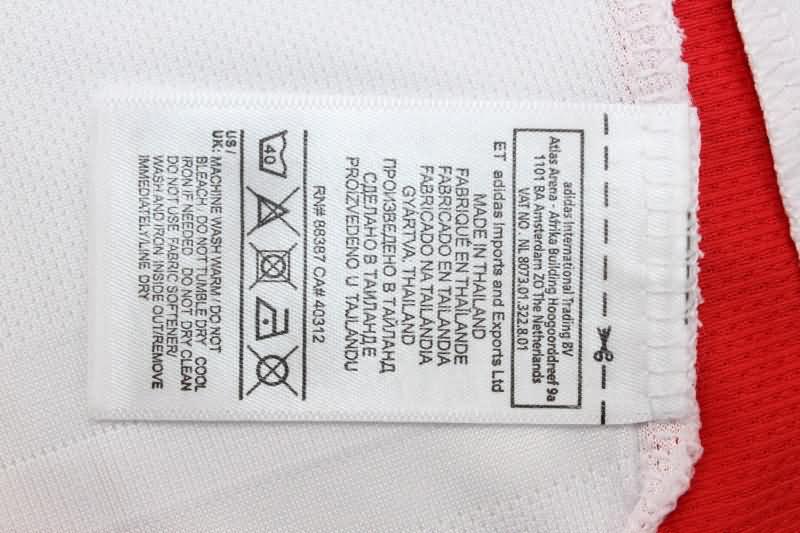 adidas International Trading BV
Atlas Arena - Afrika Building Hoogoorddreef 9a
1101 BA Amsterdam ZO The Netherlands
VAT NO . NL 8073.01.322.B.01
ET adidas Imports and Exports Ltd
MADE IN THAILAND
FABRIQUÉ EN THAÏLANDE
FABRICADO EN TAILANDIA
FABRICADO NA TAILANDIA
GYÁRTVA, THAILAND
ПРОИЗВЕДЕНО В ТАЙЛАНД
СДЕЛАНО В ТАИЛАНДЕ
PROIZVEDENO U TAJLANDU
RN# 88387 CA# 40312
40
US /
UK: MACHINE WASH WARM / DO NOT
BLEACH . DO NOT TUMBLE DRY COOL
IRON IF NEEDED DO NOT DRY CLEAN
DO NOT USE FABRIC SOFTENER/
WASH AND IRON INSIDE OUT/REMOVE
IMMEDIATELY/LINE DRY